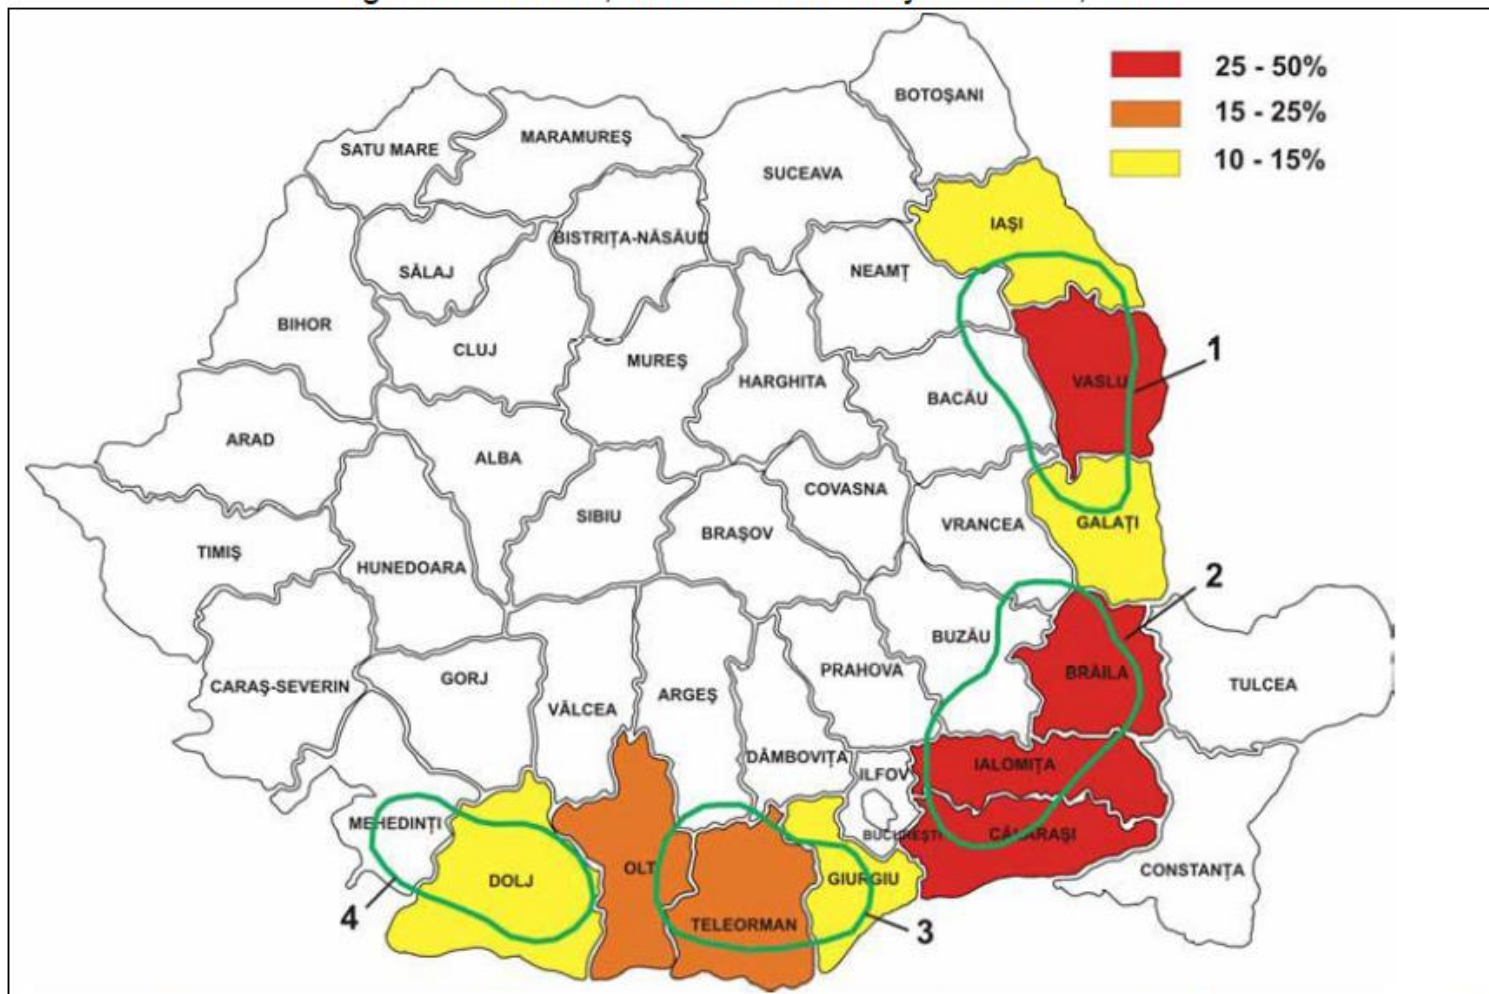 25 - 50%
BOTOŞANI
15 - 25%
MARAMUREŞ
SATU MARE
10 - 15%
SUCEAVA
IAŞI
BISTRIŢA-NĂSĂUD
SĂLAJ
NEAMŢ
BIHOR
CLUJ
1
MUREŞ
HARGHITA
VASLU
BACĂU
ARAD
ALBA
COVASNA
SIBIU
BRAŞOV
VRANCEA
GALAŢI
TIMIŞ
HUNEDOARA
2
BUZĂU
PRAHOVA
BRĂILA
GORJ
CARAŞ-SEVERIN
ARGEŞ
TULCEA
VĂLCEA
DÂMBOVIŢA
IALOMIŢA
ILFOV
MEHEDINŢI
BUCUREŞTI
CĂLĂRAŞI
OLT
CONSTANŢA
DOLJ
GIURGIU
4
TELEORMAN
3